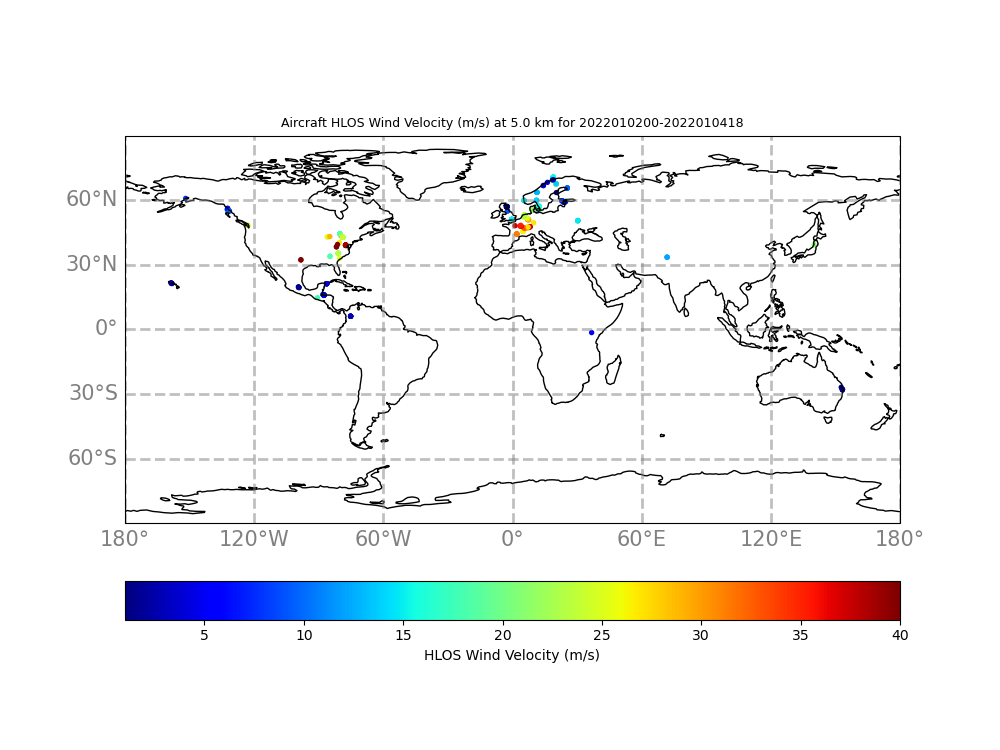 Aircraft HLOS Wind Velocity (m/s) at 5.0 km for 2022010200-2022010418
60°N
30°N
0°
30°S
60°S
180° 120°W 60°W 0° 60°E 120°E 180°
5 10 15 20 25 30 35 40
HLOS Wind Velocity (m/s)